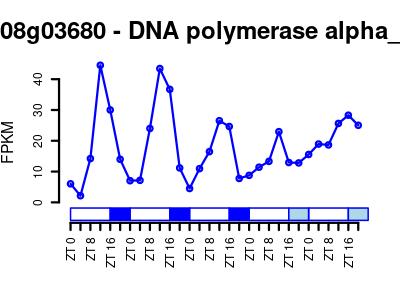 08g03680 - DNA polymerase alpha_
FPKM
40
30
20
10
0
ZT 0
ZT 8
ZT 16
ZT 0
ZT 8
ZT 16
ZT 0
ZT 8
ZT 16
ZT 0
ZT 8
ZT 16
ZT 0
ZT 8
ZT 16